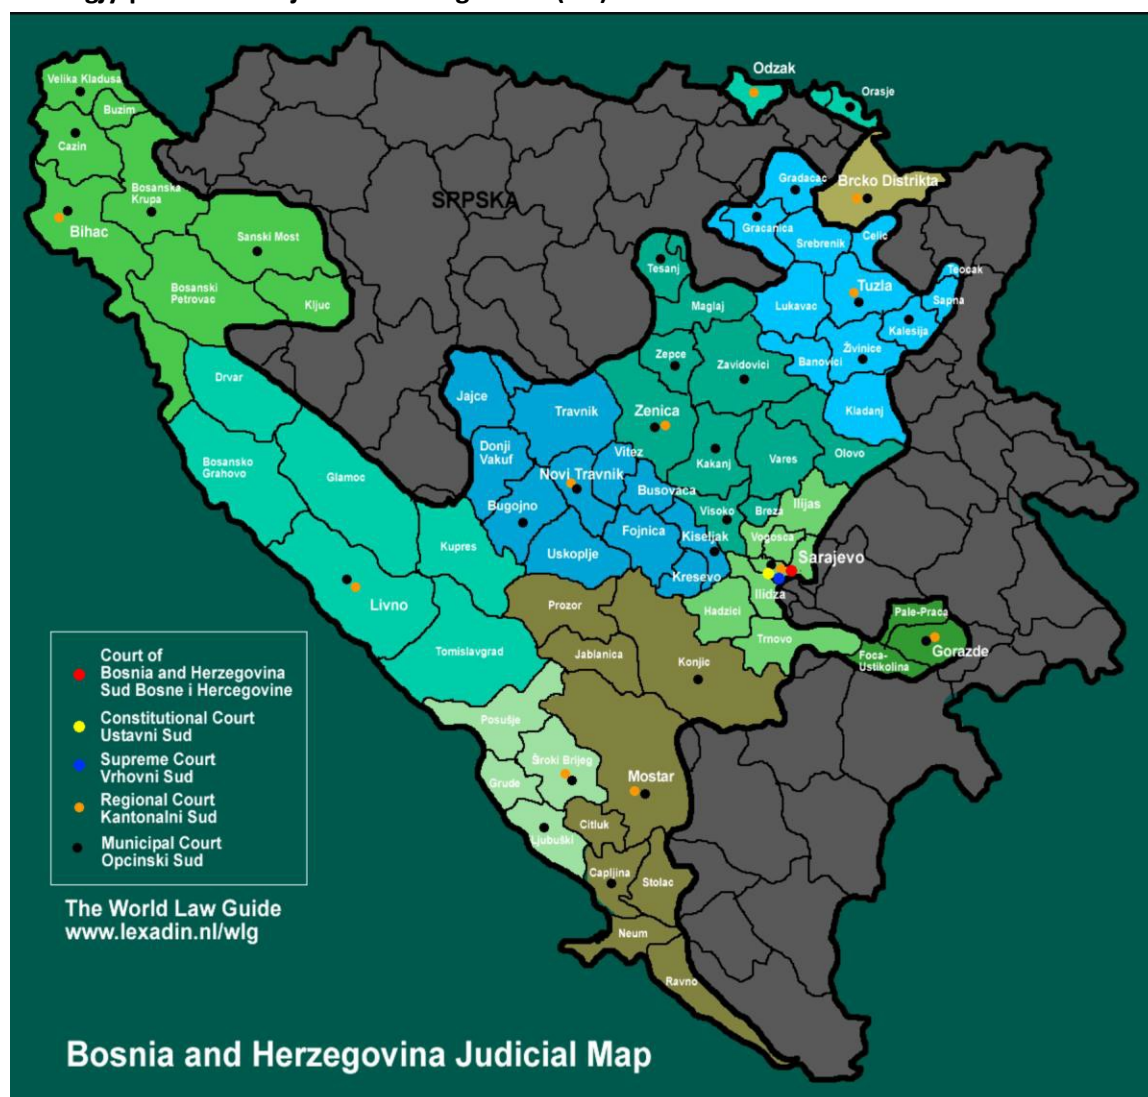 Odzak
Orasje
Velika Kladusa
Buzim
Cazin
Bosanska
Krupa
Bihac
Sanski Most
Bosanski
Petrovac
Kljuc
SRPSKA
Gradacac
Brcko Distrikta
Gracanica
Srebrenik
Celic
Teocak
Tesanj
Tuzla
Sapna
Maglaj
Lukavac
Kalesija
Zepce
Zavidovici
Banovici
Živinice
Drvar
Jajce
Travnik
Zenica
Kladanj
Donji
Vakuf
Vitez
Kakanj
Vares
Olovo
Bosansko
Grahovo
Glamoc
Novi Travnik
Busovaca
Ilijas
Bugojno
Visoko
Breza
Fojnica
Kiseljak
Vogosca
Kupres
Uskoplje
Sarajevo
Kresevo
Ilidza
Livno
Prozor
Hadzici
Pale-Praca
Tomislavgrad
Jablanica
Konjic
Trnovo
Gorazde
Foca-
Ustikolina
Posušje
Široki Brijeg
Grude
Mostar
Citluk
Ljubuški
Capljina
Stolac
Neum
Ravno
Court of
Bosnia and Herzegovina
Sud Bosne i Hercegovine
Constitutional Court
Ustavni Sud
Supreme Court
Vrhovni Sud
Regional Court
Kantonalni Sud
Municipal Court
Opcinski Sud
The World Law Guide
www.lexadin.nl/wlg
Bosnia and Herzegovina Judicial Map